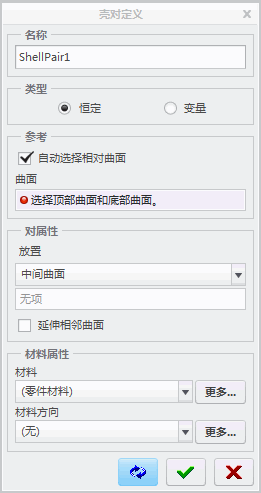 壳对定义
名称
ShellPair1
类型
恒定
变量
参考
自动选择相对曲面
曲面
选择顶部曲面和底部曲面。
对属性
放置
中间曲面
无项
延伸相邻曲面
材料属性
材料
(零件材料)
更多...
材料方向
(无)
更多...